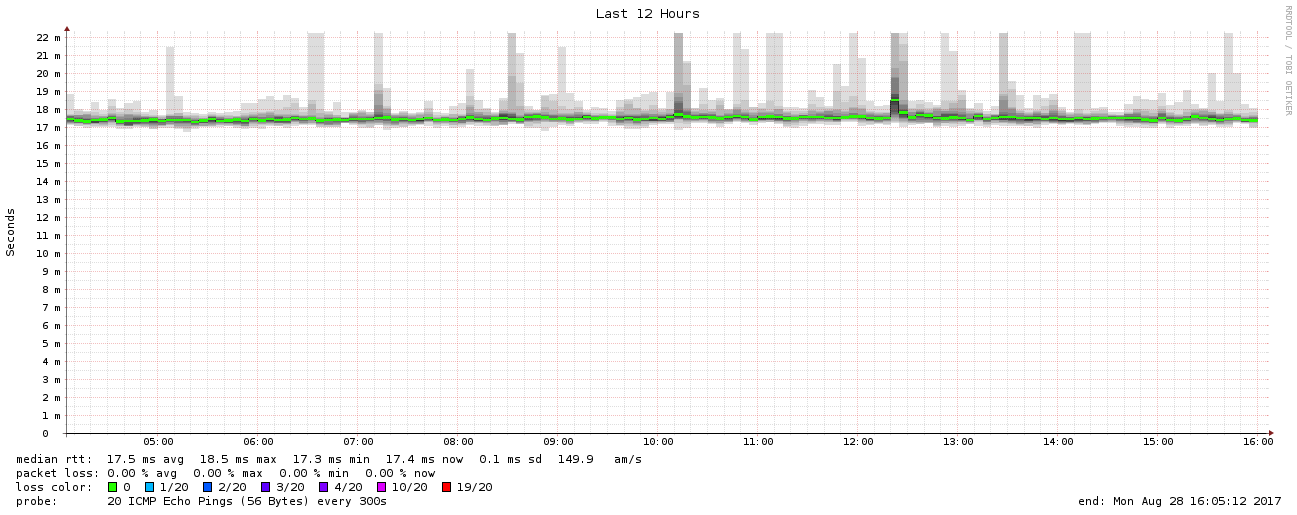 Last 12 Hours
RRDTOOL / TOBI OETIKER
Seconds
22 m
21 m
20 m
19 m
18 m
17 m
16 m
15 m
14 m
13 m
12 m
11 m
10 m
9 m
8 m
7 m
6 m
5 m
4 m
3 m
2 m
1 m
0
05:00 06:00 07:00 08:00 09:00 10:00 11:00 12:00 13:00 14:00 15:00 16:00
median rtt: 17.5 ms avg 18.5 ms max 17.3 ms min 17.4 ms now 0.1 ms sd 149.9 am/s
packet loss: 0.00 % avg 0.00 % max 0.00 % min 0.00 % now
loss color: 0 1/20 2/20 3/20 4/20 10/20 19/20
probe: 20 ICMP Echo Pings (56 Bytes) every 300s end: Mon Aug 28 16:05:12 2017